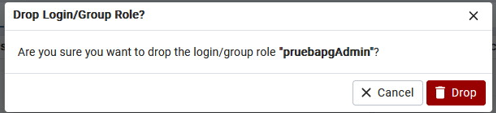 Drop Login/Group Role?
Are you sure you want to drop the login/group role "pruebapgAdmin"?
Cancel
Drop